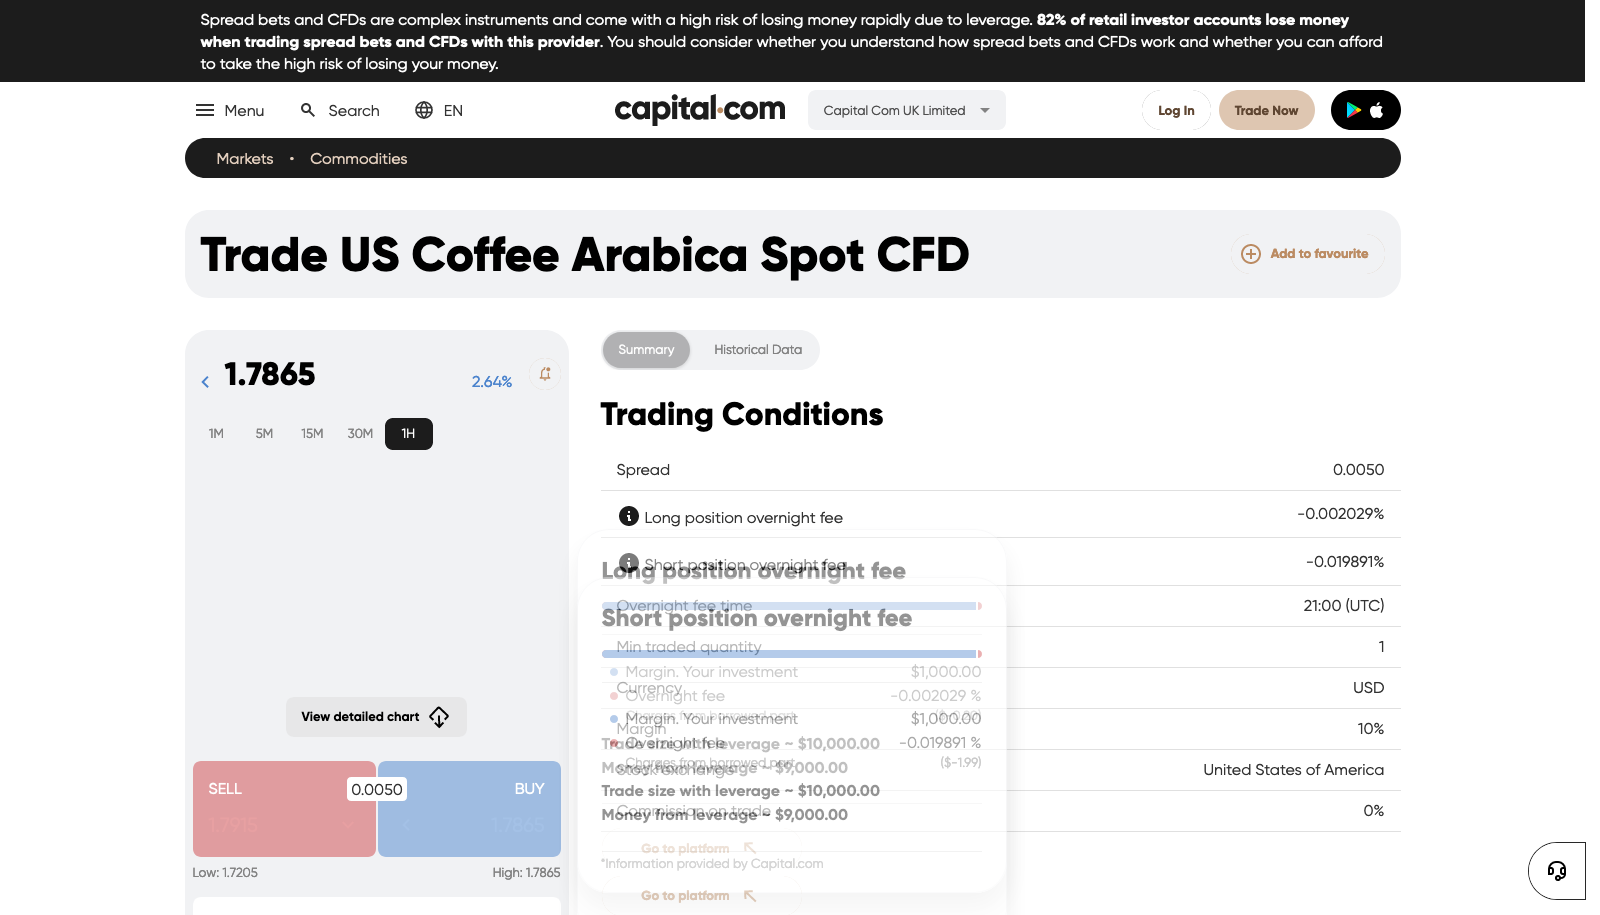 Spread bets and CFDs are complex instruments and come with a high risk of losing money rapidly due to leverage. 82% of retail investor accounts lose money
when trading spread bets and CFDs with this provider. You should consider whether you understand how spread bets and CFDs work and whether you can afford
to take the high risk of losing your money.
Menu Search EN capital.com Capital Com UK Limited Log In Trade Now
Markets • Commodities
Trade US Coffee Arabica Spot CFD
Add to favourite
1.7865 2.64%
1M 5M 15M 30M 1H
View detailed chart
SELL 0.0050 BUY
1.7915 1.7865
Low: 1.7205 High: 1.7865
Summary Historical Data
Trading Conditions
Spread 0.0050
Long position overnight fee -0.002029%
Short position overnight fee -0.019891%
Long position overnight fee
Overnight fee time 21:00 (UTC)
Short position overnight fee
Min traded quantity 1
Margin. Your investment $1,000.00
Currency USD
Overnight fee -0.002029 %
Margin. Your investment $1,000.00
Margin 10%
Overnight fee -0.019891 %
Trade size with leverage ~ $10,000.00
Charges from borrowed part ($-1.99)
Money from leverage ~ $9,000.00
Stock exchange United States of America
Trade size with leverage ~ $10,000.00
Commission on trade 0%
Money from leverage ~ $9,000.00
Go to platform
*Information provided by Capital.com
Go to platform